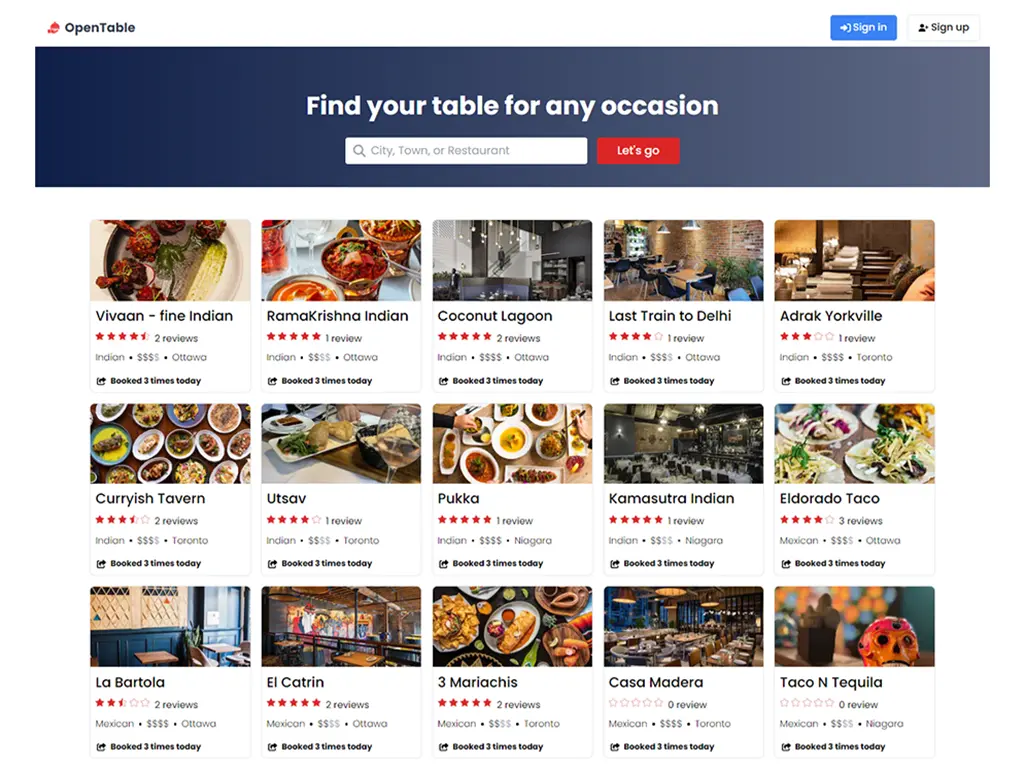 OpenTable
Sign in
Sign up
Find your table for any occasion
City, Town, or Restaurant
Let's go
Vivaan - fine Indian
2 reviews
Indian • $$$$ • Ottawa
Booked 3 times today
RamaKrishna Indian
1 review
Indian • $$$$ • Ottawa
Booked 3 times today
Coconut Lagoon
2 reviews
Indian • $$$$ • Ottawa
Booked 3 times today
Last Train to Delhi
1 review
Indian • $$$$ • Ottawa
Booked 3 times today
Adrak Yorkville
1 review
Indian • $$$$ • Toronto
Booked 3 times today
Curryish Tavern
2 reviews
Indian • $$$$ • Toronto
Booked 3 times today
Utsav
1 review
Indian • $$$$ • Toronto
Booked 3 times today
Pukka
1 review
Indian • $$$$ • Niagara
Booked 3 times today
Kamasutra Indian
1 review
Indian • $$$$ • Niagara
Booked 3 times today
Eldorado Taco
3 reviews
Mexican • $$$$ • Ottawa
Booked 3 times today
La Bartola
2 reviews
Mexican • $$$$ • Ottawa
Booked 3 times today
El Catrin
2 reviews
Mexican • $$$$ • Ottawa
Booked 3 times today
3 Mariachis
2 reviews
Mexican • $$$$ • Toronto
Booked 3 times today
Casa Madera
0 review
Mexican • $$$$ • Toronto
Booked 3 times today
Taco N Tequila
0 review
Mexican • $$$$ • Niagara
Booked 3 times today